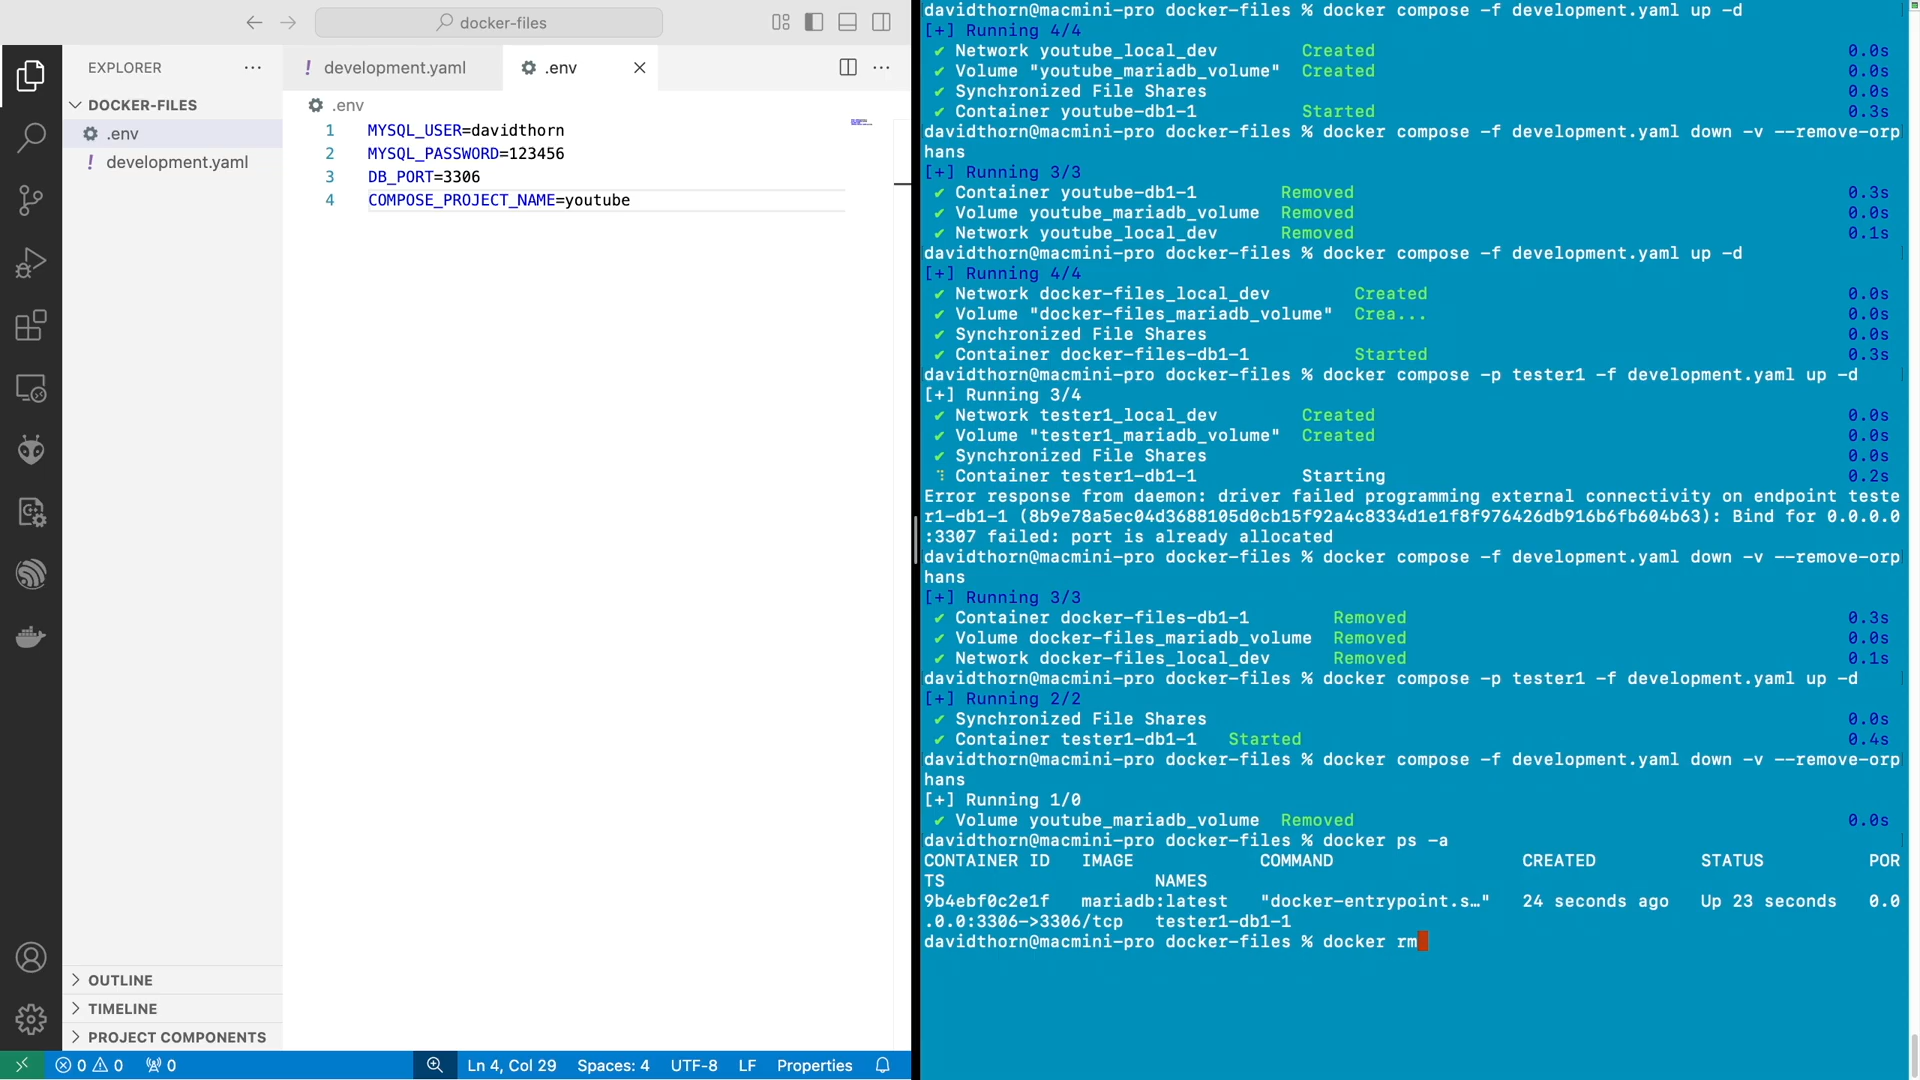 docker-files
EXPLORER
DOCKER-FILES
.env
development.yaml
OUTLINE
TIMELINE
PROJECT COMPONENTS
development.yaml
.env
.env
1 MYSQL_USER=davidthorn
2 MYSQL_PASSWORD=123456
3 DB_PORT=3306
4 COMPOSE_PROJECT_NAME=youtube
0 0 0 Ln 4, Col 29 Spaces: 4 UTF-8 LF Properties
davidthorn@macmini-pro docker-files % docker compose -f development.yaml up -d
[+] Running 4/4
✔ Network youtube_local_dev Created 0.0s
✔ Volume "youtube_mariadb_volume" Created 0.0s
✔ Synchronized File Shares 0.0s
✔ Container youtube-db1-1 Started 0.3s
davidthorn@macmini-pro docker-files % docker compose -f development.yaml down -v --remove-orp
hans
[+] Running 3/3
✔ Container youtube-db1-1 Removed 0.3s
✔ Volume youtube_mariadb_volume Removed 0.0s
✔ Network youtube_local_dev Removed 0.1s
davidthorn@macmini-pro docker-files % docker compose -f development.yaml up -d
[+] Running 4/4
✔ Network docker-files_local_dev Created 0.0s
✔ Volume "docker-files_mariadb_volume" Crea... 0.0s
✔ Synchronized File Shares 0.0s
✔ Container docker-files-db1-1 Started 0.3s
davidthorn@macmini-pro docker-files % docker compose -p tester1 -f development.yaml up -d
[+] Running 3/4
✔ Network tester1_local_dev Created 0.0s
✔ Volume "tester1_mariadb_volume" Created 0.0s
✔ Synchronized File Shares 0.0s
Container tester1-db1-1 Starting 0.2s
Error response from daemon: driver failed programming external connectivity on endpoint teste
r1-db1-1 (8b9e78a5ec04d3688105d0cb15f92a4c8334d1e1f8f976426db916b6fb604b63): Bind for 0.0.0.0
:3307 failed: port is already allocated
davidthorn@macmini-pro docker-files % docker compose -f development.yaml down -v --remove-orp
hans
[+] Running 3/3
✔ Container docker-files-db1-1 Removed 0.3s
✔ Volume docker-files_mariadb_volume Removed 0.0s
✔ Network docker-files_local_dev Removed 0.1s
davidthorn@macmini-pro docker-files % docker compose -p tester1 -f development.yaml up -d
[+] Running 2/2
✔ Synchronized File Shares 0.0s
✔ Container tester1-db1-1 Started 0.4s
davidthorn@macmini-pro docker-files % docker compose -f development.yaml down -v --remove-orp
hans
[+] Running 1/0
✔ Volume youtube_mariadb_volume Removed 0.0s
davidthorn@macmini-pro docker-files % docker ps -a
CONTAINER ID IMAGE COMMAND CREATED STATUS POR
TS NAMES
9b4ebf0c2e1f mariadb:latest "docker-entrypoint.s…" 24 seconds ago Up 23 seconds 0.0
.0.0:3306->3306/tcp tester1-db1-1
davidthorn@macmini-pro docker-files % docker rm